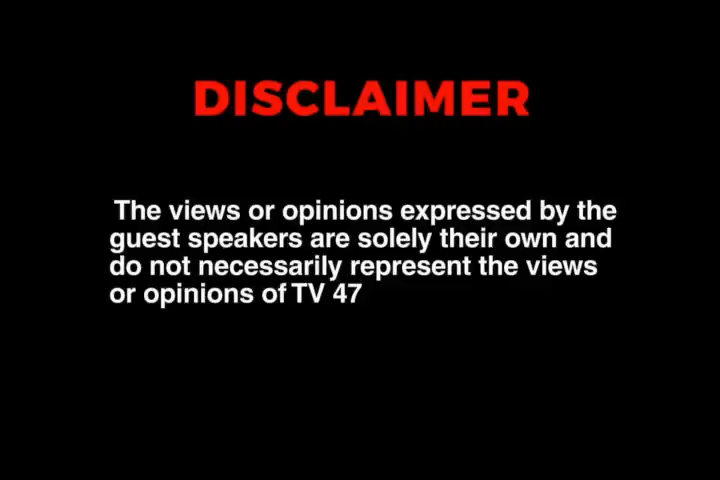 DISCLAIMER
The views or opinions expressed by the
guest speakers are solely their own and
do not necessarily represent the views
or opinions of TV 47